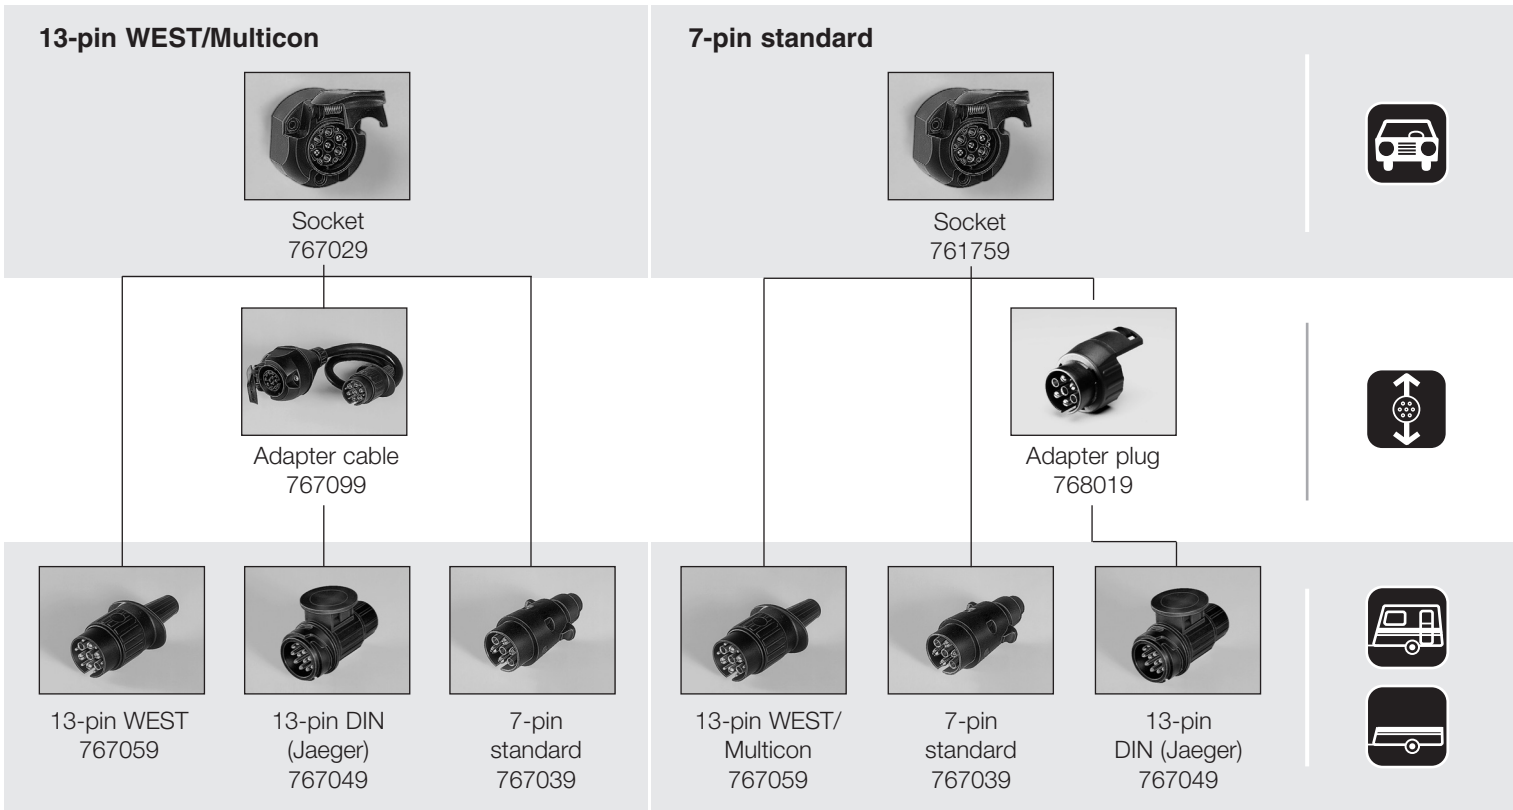 13-pin WEST/Multicon
7-pin standard
Socket
767029
Socket
761759
Adapter cable
767099
Adapter plug
768019
13-pin WEST
767059
13-pin DIN
(Jaeger)
767049
7-pin
standard
767039
13-pin WEST/
Multicon
767059
7-pin
standard
767039
13-pin
DIN (Jaeger)
767049